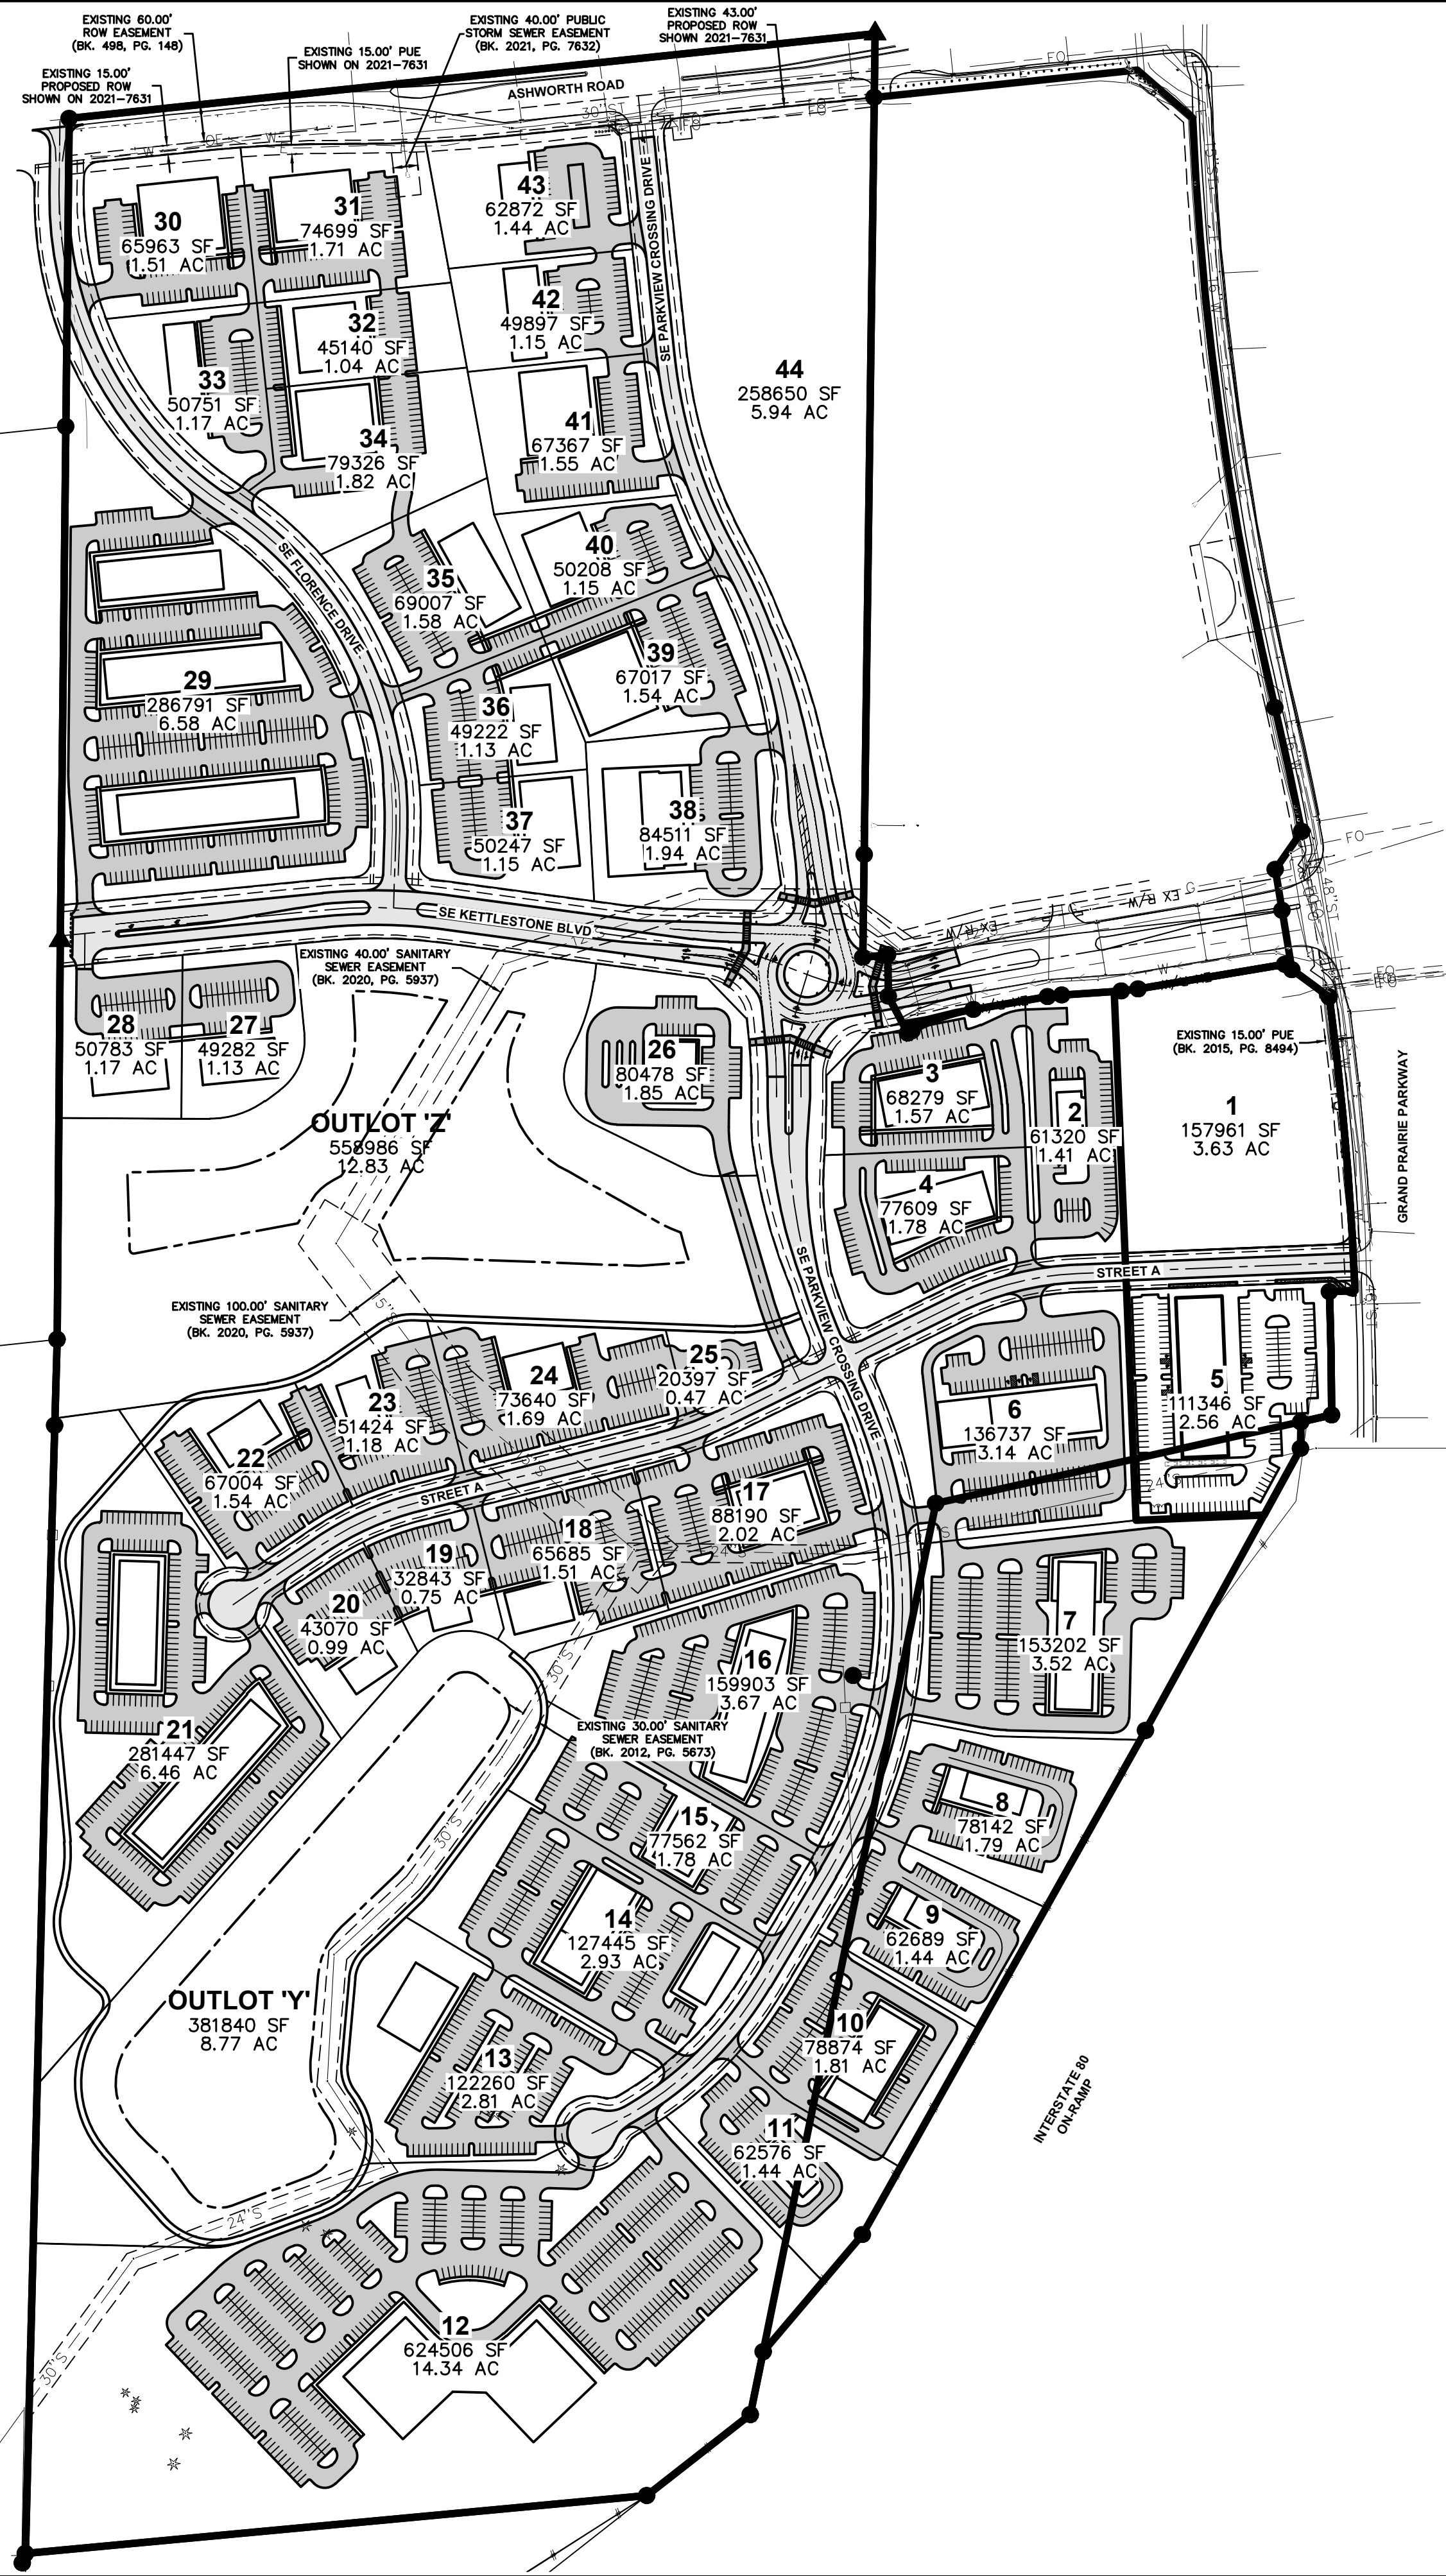 EXISTING 60.00'
ROW EASEMENT
(BK. 498, PG. 148)
EXISTING 15.00' PUE
SHOWN ON 2021-7631
EXISTING 40.00' PUBLIC
STORM SEWER EASEMENT
(BK. 2021, PG. 7632)
EXISTING 43.00'
PROPOSED ROW
SHOWN 2021-7631
EXISTING 15.00'
PROPOSED ROW
SHOWN ON 2021-7631
ASHWORTH ROAD
30"ST
SE PARKVIEW CROSSING DRIVE
30
65963 SF
1.51 AC
31
74699 SF
1.71 AC
43
62872 SF
1.44 AC
42
49897 SF
1.15 AC
32
45140 SF
1.04 AC
33
50751 SF
1.17 AC
34
79326 SF
1.82 AC
41
67367 SF
1.55 AC
44
258650 SF
5.94 AC
SE FLORENCE DRIVE
40
50208 SF
1.15 AC
35
69007 SF
1.58 AC
39
67017 SF
1.54 AC
29
286791 SF
6.58 AC
36
49222 SF
1.13 AC
37
50247 SF
1.15 AC
38
84511 SF
1.94 AC
FO
EX R/W
EX G
EX R/W
48"ST
SE KETTLESTONE BLVD
EXISTING 40.00' SANITARY
SEWER EASEMENT
(BK. 2020, PG. 5937)
28
50783 SF
1.17 AC
27
49282 SF
1.13 AC
26
80478 SF
1.85 AC
EXISTING 15.00' PUE
(BK. 2015, PG. 8494)
3
68279 SF
1.57 AC
2
61320 SF
1.41 AC
1
157961 SF
3.63 AC
GRAND PRAIRIE PARKWAY
OUTLOT 'Z'
558986 SF
12.83 AC
4
77609 SF
1.78 AC
STREET A
SE PARKVIEW CROSSING DRIVE
EXISTING 100.00' SANITARY
SEWER EASEMENT
(BK. 2020, PG. 5937)
15"S
25
20397 SF
0.47 AC
24
73640 SF
1.69 AC
23
51424 SF
1.18 AC
22
67004 SF
1.54 AC
5
111346 SF
2.56 AC
6
136737 SF
3.14 AC
STREET A
17
88190 SF
2.02 AC
18
65685 SF
1.51 AC
24"S
19
32843 SF
0.75 AC
20
43070 SF
0.99 AC
7
153202 SF
3.52 AC
30"S
16
159903 SF
3.67 AC
EXISTING 30.00' SANITARY
SEWER EASEMENT
(BK. 2012, PG. 5673)
21
281447 SF
6.46 AC
8
78142 SF
1.79 AC
15
77562 SF
1.78 AC
30"S
14
127445 SF
2.93 AC
9
62689 SF
1.44 AC
OUTLOT 'Y'
381840 SF
8.77 AC
10
78874 SF
1.81 AC
13
122260 SF
2.81 AC
INTERSTATE 80
ON-RAMP
11
62576 SF
1.44 AC
24"S
12
624506 SF
14.34 AC
30"S